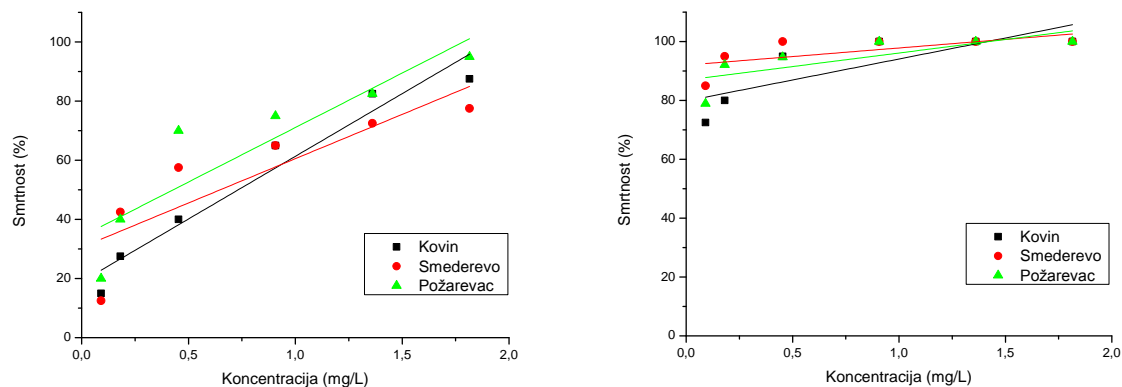 Smrtnost (%)
100
80
60
40
20
0
0,0
0,5
1,0
1,5
2,0
Koncentracija (mg/L)
Kovin
Smederevo
Požarevac
Smrtnost (%)
100
80
60
40
20
0
0,0
0,5
1,0
1,5
2,0
Koncentracija (mg/L)
Kovin
Smederevo
Požarevac